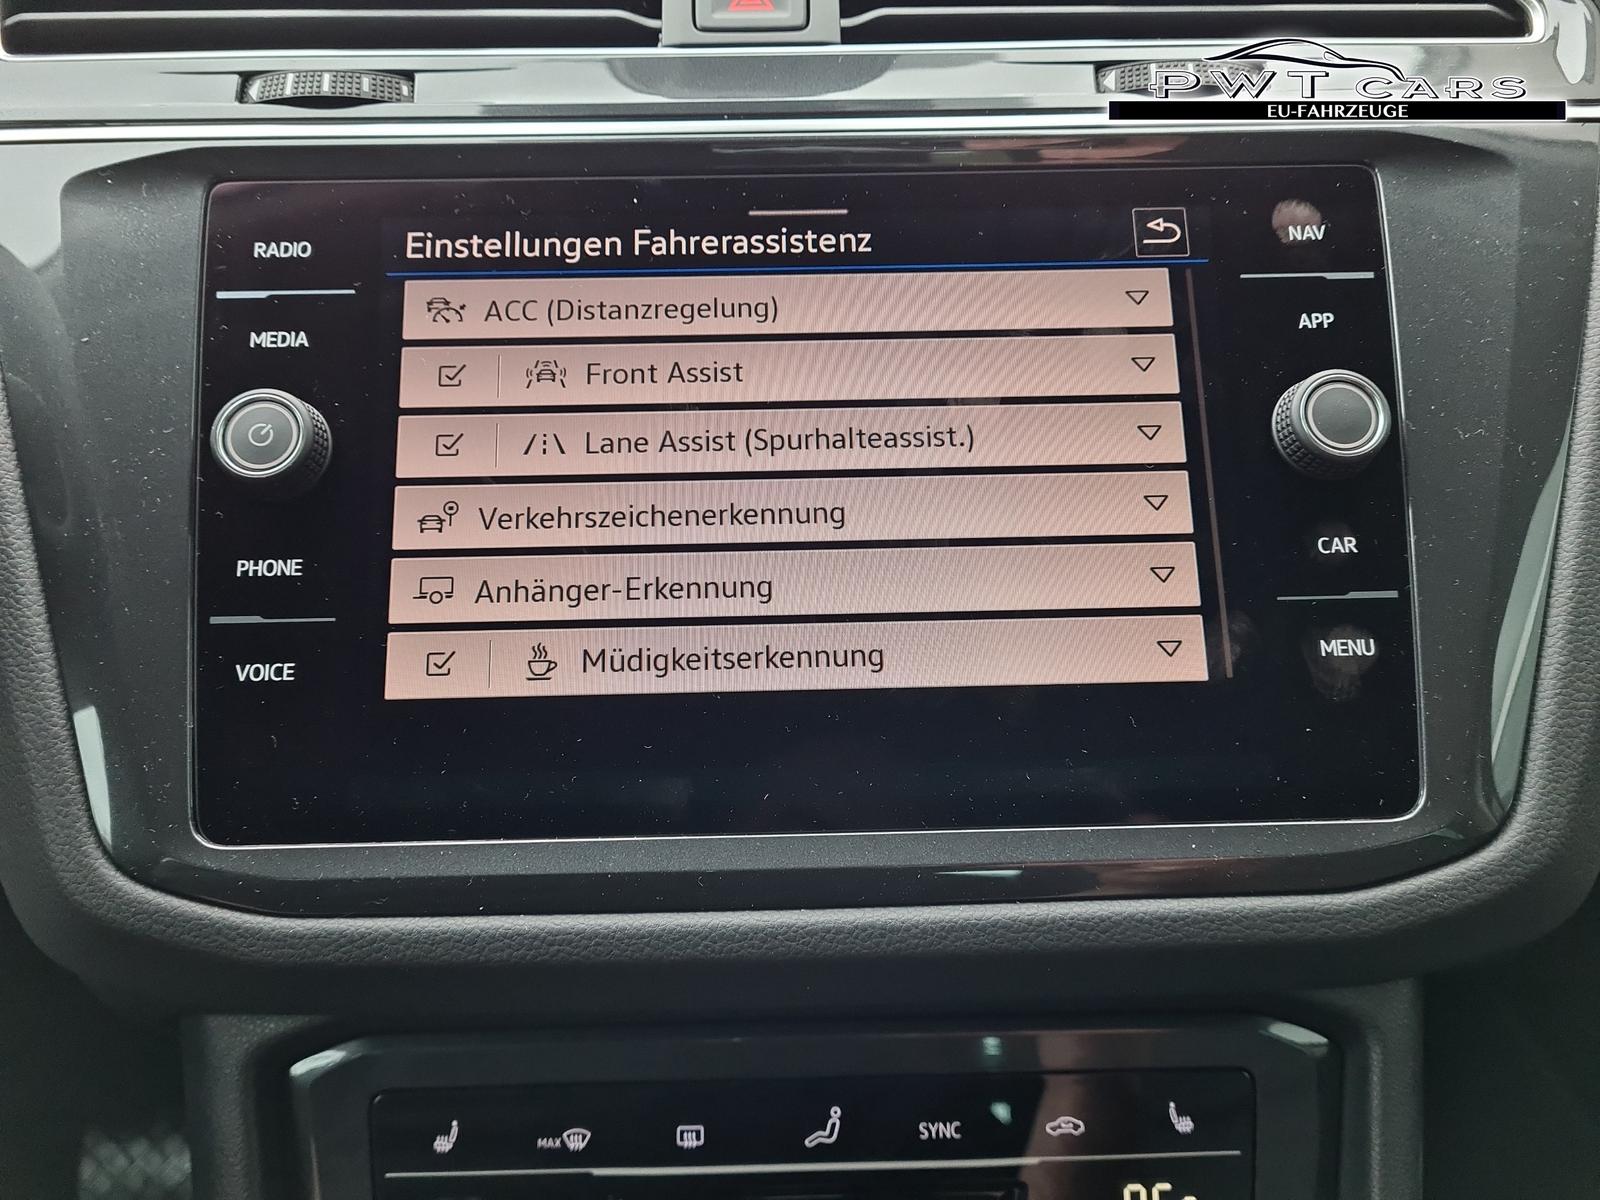 PWT CARS
EU-FAHRZEUGE
RADIO
MEDIA
PHONE
VOICE
Einstellungen Fahrerassistenz
ACC (Distanzregelung)
Front Assist
Lane Assist (Spurhalteassist.)
Verkehrszeichenerkennung
Anhänger-Erkennung
Müdigkeitserkennung
NAV
APP
CAR
MENU
MAX
SYNC